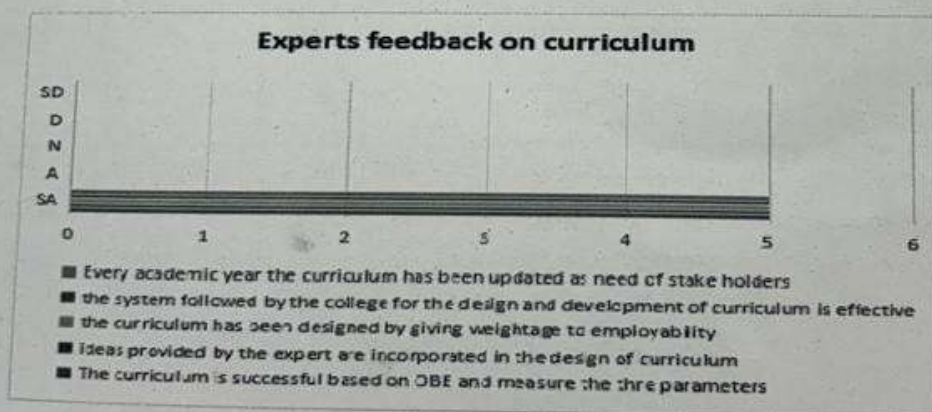 Experts feedback on curriculum
SD
D
N
A
SA
0 1 2 3 4 5 6
Every academic year the curriculum has been updated as need of stake holders
the system followed by the college for the design and development of curriculum is effective
the curriculum has been designed by giving weightage to employability
Ideas provided by the expert are incorporated in the design of curriculum
The curriculum is successful based on OBE and measure the thre parameters